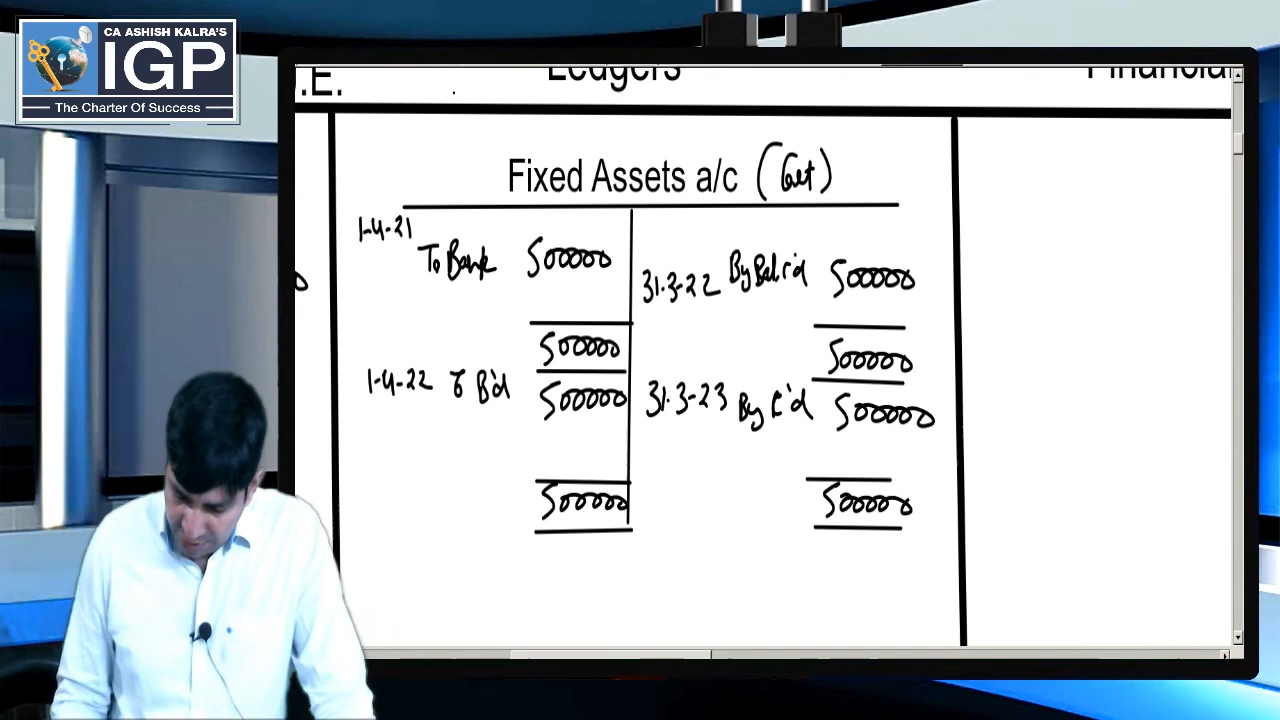 CA ASHISH KALRA'S
IGP
The Charter Of Success
.E. Ledgers Financial
Fixed Assets a/c
1-4-21 To Bank 500000 31.3-22 By Bal c'd 500000
500000 500000
1-4-22 To B'd 500000 31.3-23 By c'd 500000
500000 500000